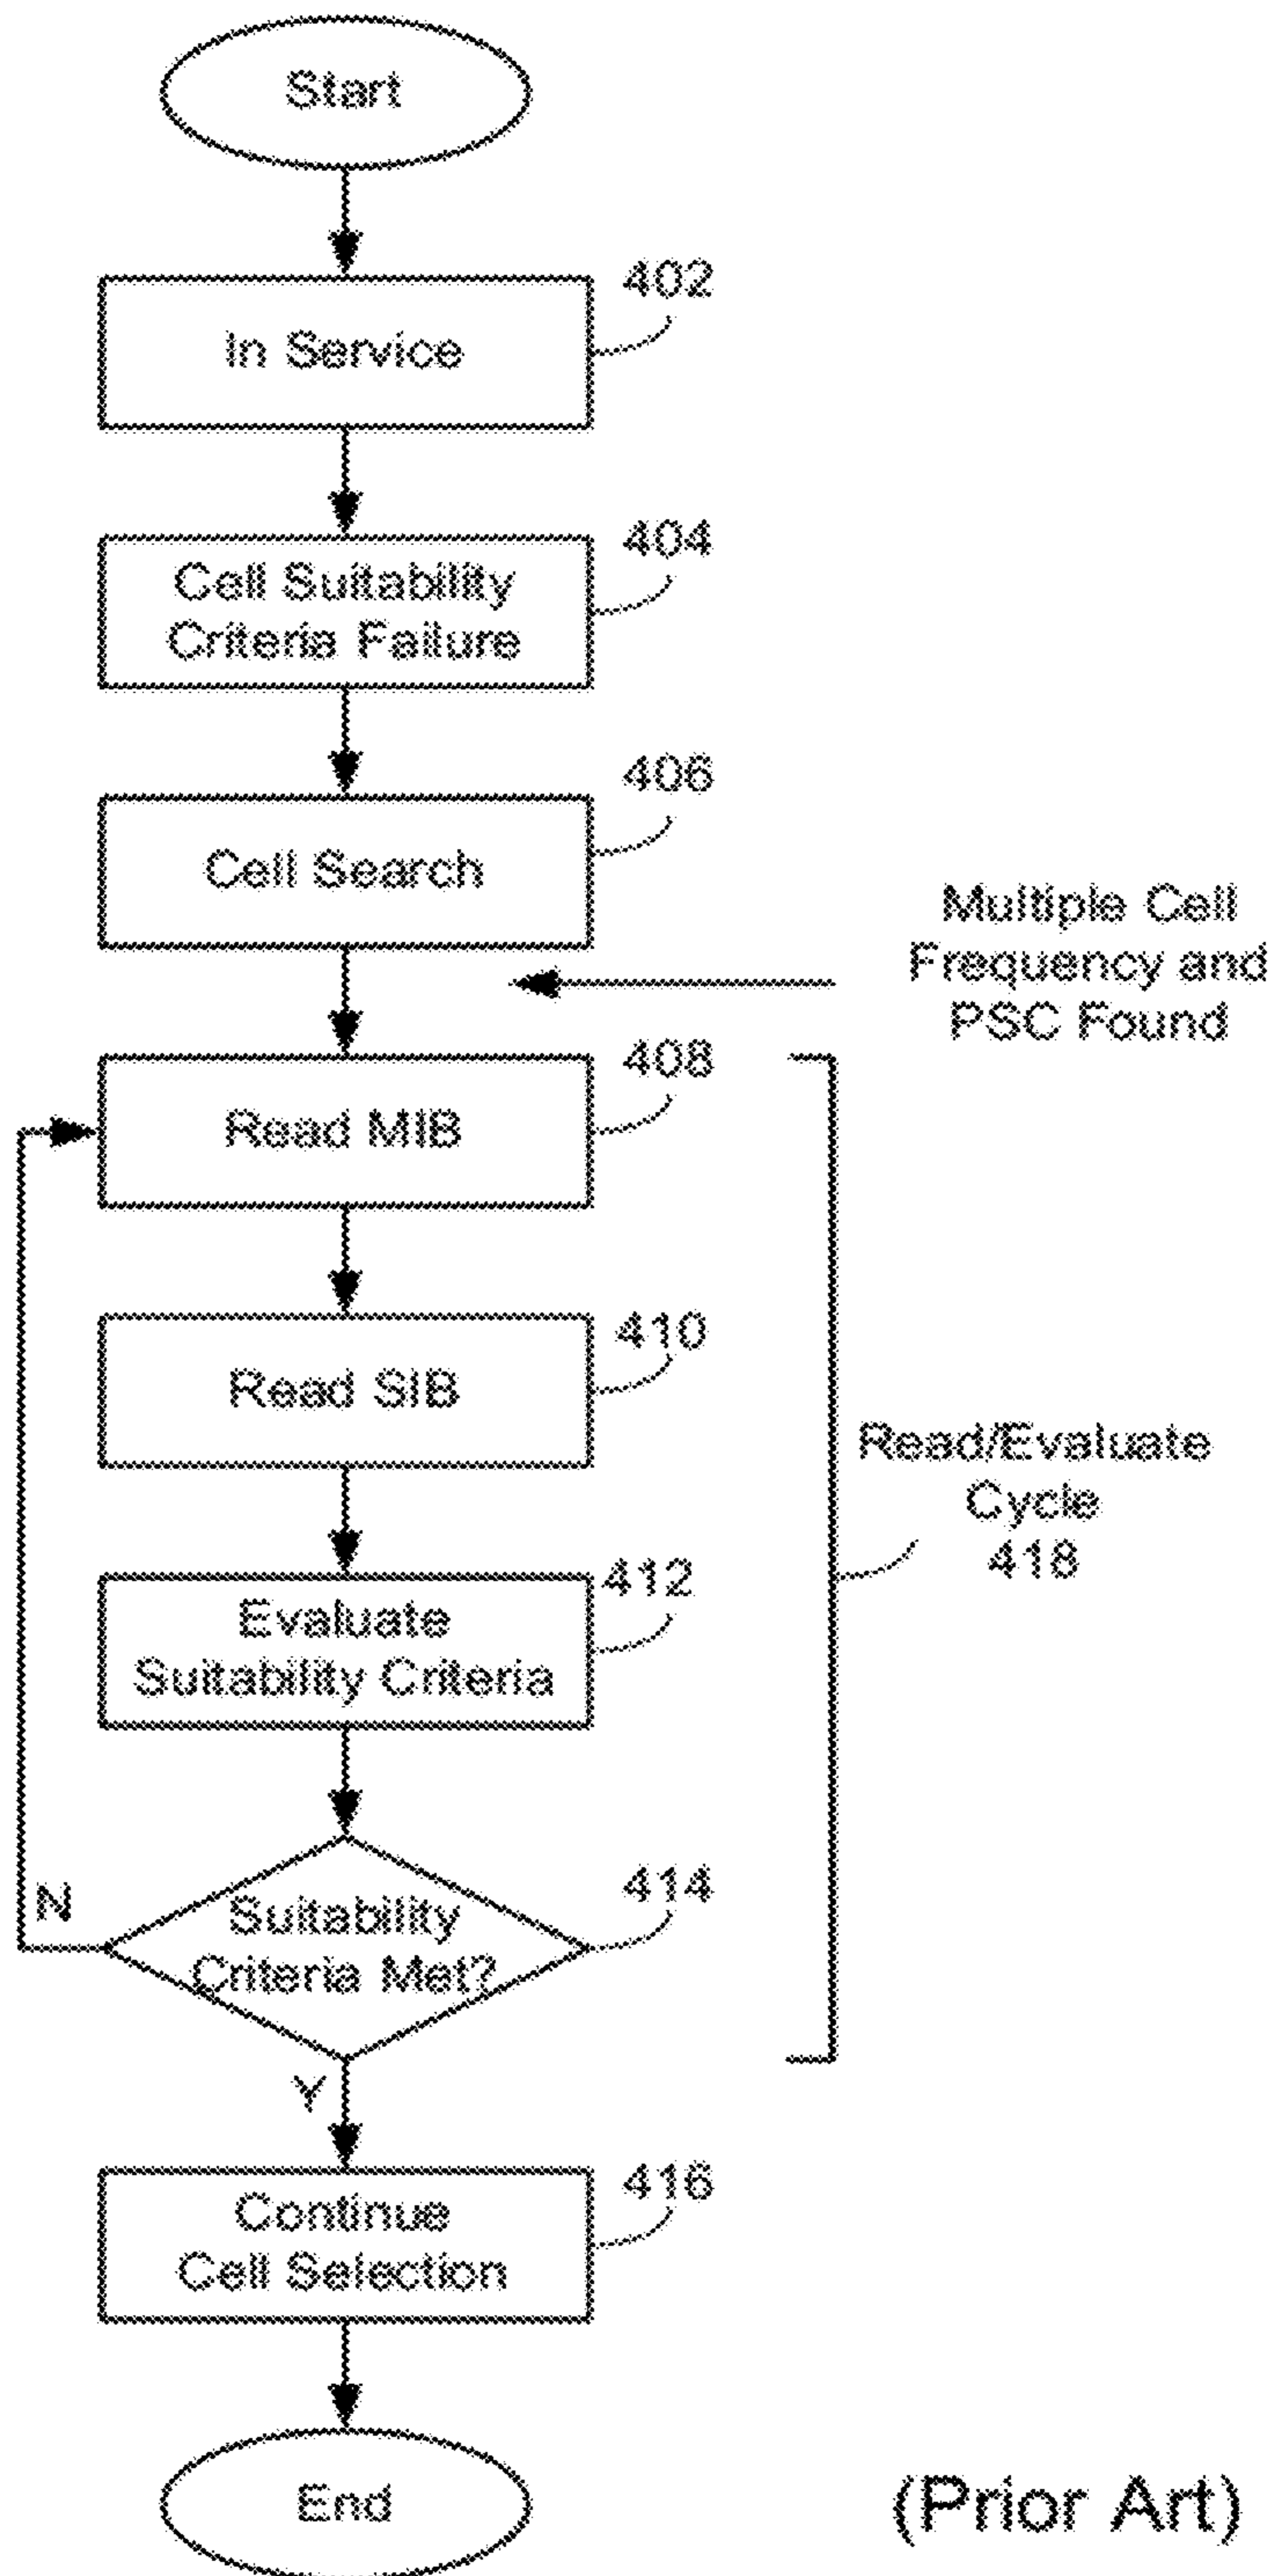 Start
402
In Service
404
Cell Suitability
Criteria Failure
406
Cell Search
Multiple Cell
Frequency and
PSC Found
408
Read MIB
410
Read SIB
Read/Evaluate
Cycle
418
412
Evaluate
Suitability Criteria
414
N
Suitability
Criteria Met?
Y
416
Continue
Cell Selection
End
(Prior Art)